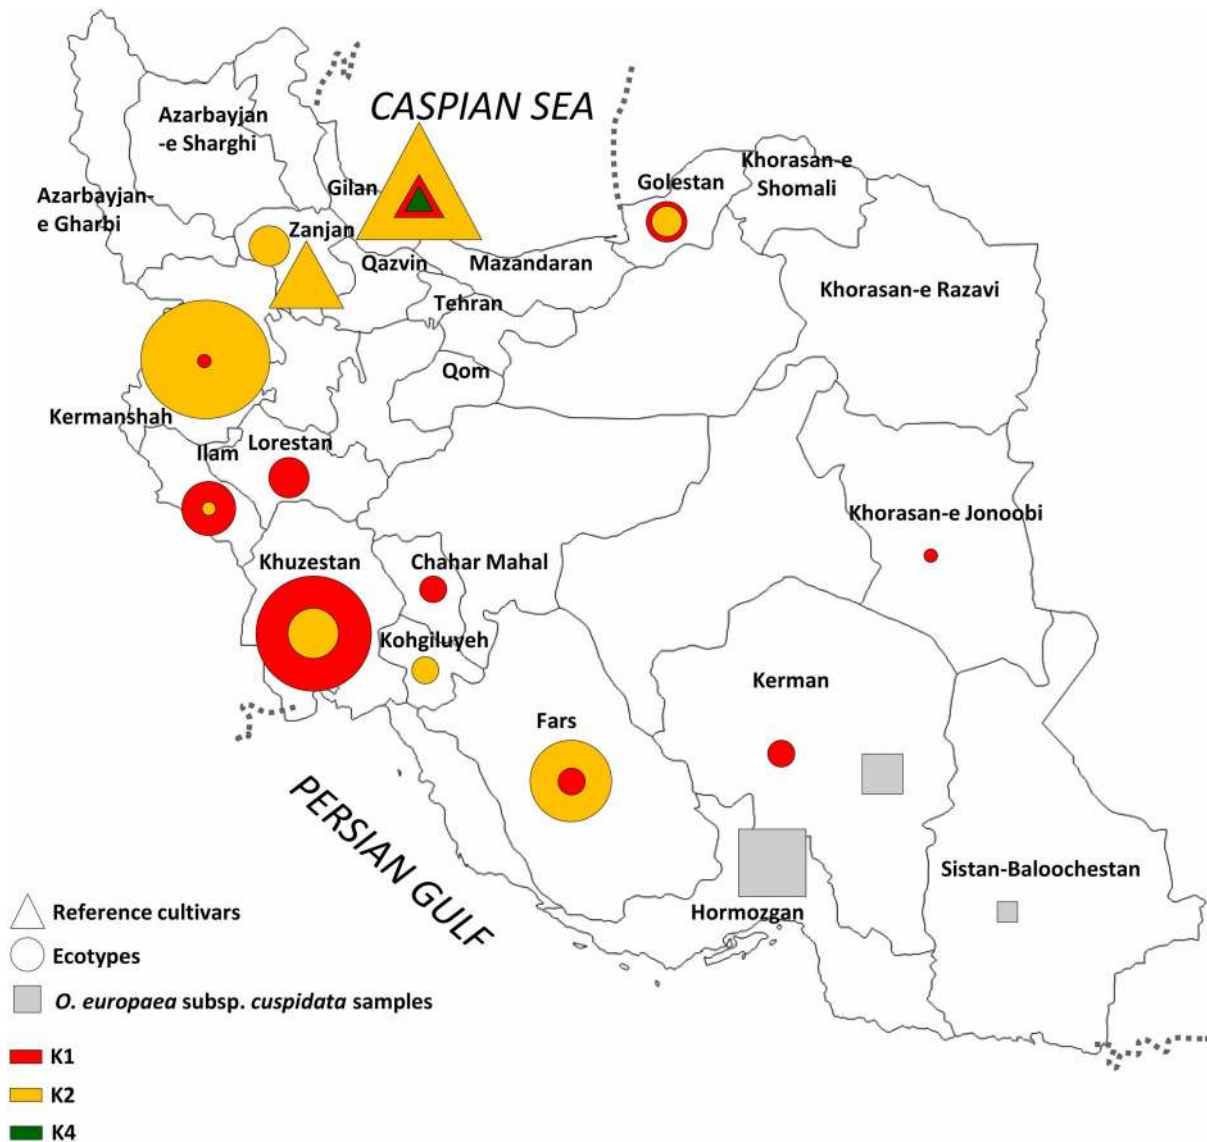 CASPIAN SEA
Azarbayjan
-e Sharghi
Khorasan-e
Shomali
Golestan
Gilan
Azarbayjan-
e Gharbi
Zanjan
Qazvin
Mazandaran
Khorasan-e Razavi
Tehran
Qom
Kermanshah
Ilam
Lorestan
Khorasan-e Jonoobi
Khuzestan
Chahar Mahal
Kohgiluyeh
Kerman
Fars
PERSIAN GULF
Sistan-Baloochestan
Hormozgan
Reference cultivars
Ecotypes
O. europaea subsp. cuspidata samples
K1
K2
K4